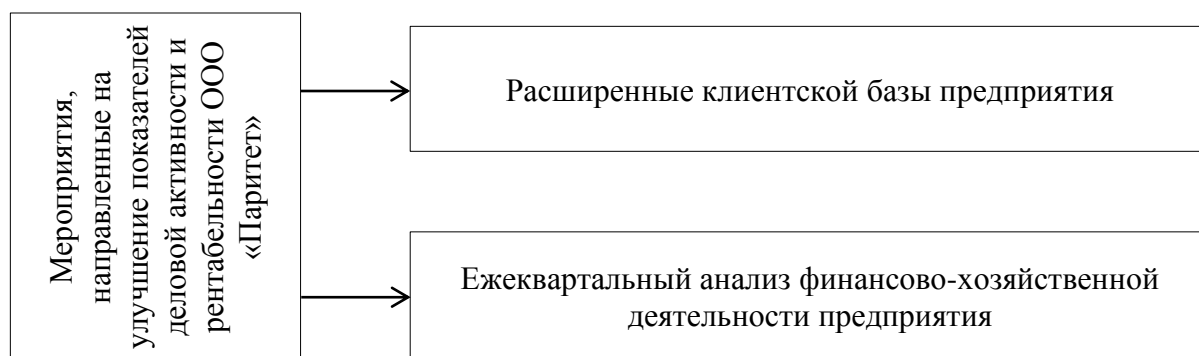 Мероприятия,
направленные на
улучшение показателей
деловой активности и
рентабельности ООО
«Паритет»
Расширенные клиентской базы предприятия
Ежеквартальный анализ финансово-хозяйственной
деятельности предприятия